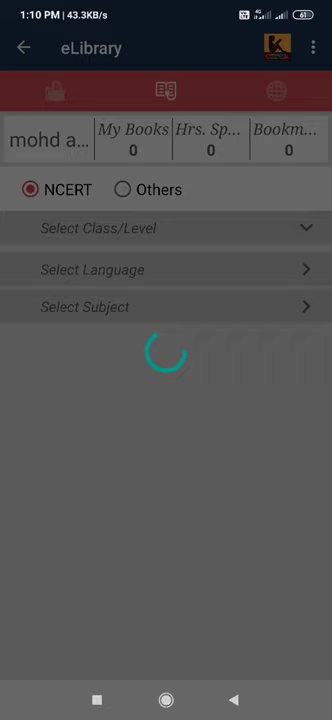 1:10 PM | 43.3KB/s
4G
61
eLibrary
mohd a...
My Books
0
Hrs. Sp...
0
Bookm...
0
NCERT
Others
Select Class/Level
Select Language
Select Subject